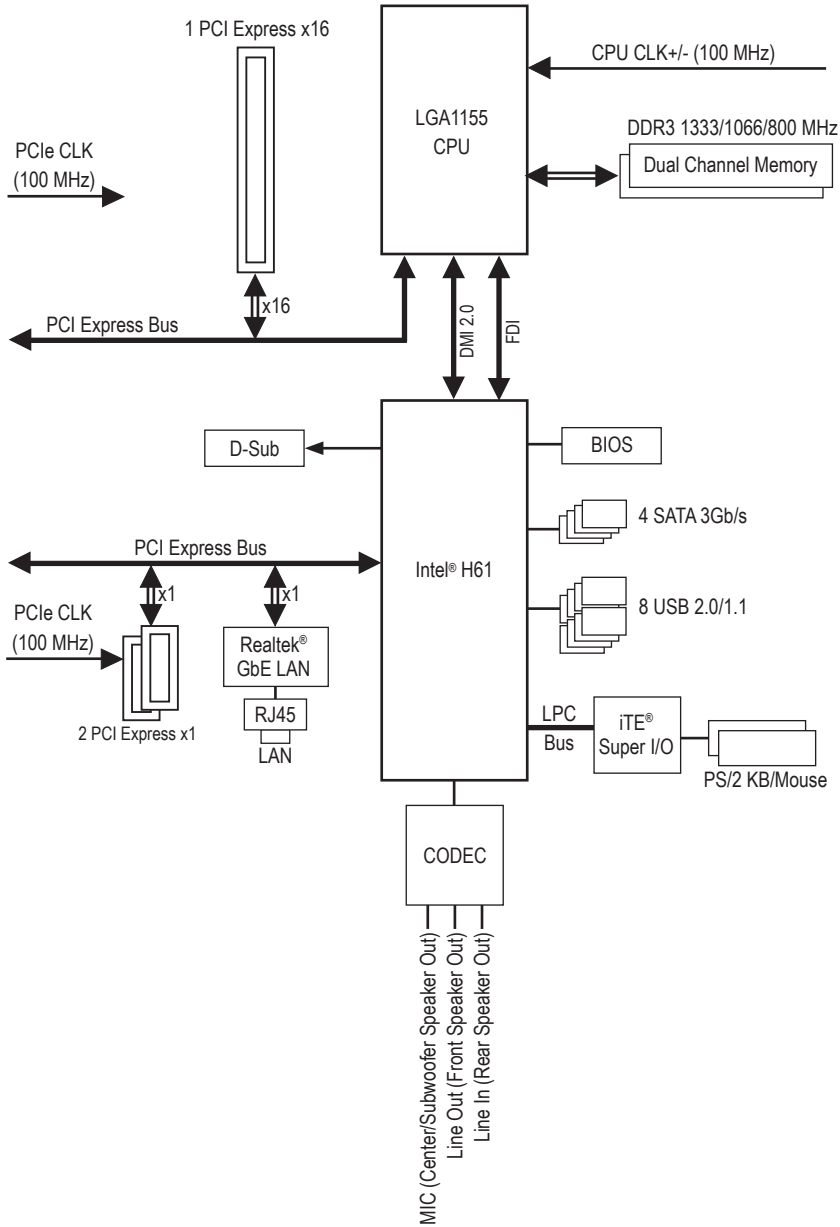 1 PCI Express x16
CPU CLK+/- (100 MHz)
LGA1155
CPU
DDR3 1333/1066/800 MHz
Dual Channel Memory
PCIe CLK
(100 MHz)
x16
PCI Express Bus
DMI 2.0
FDI
D-Sub
BIOS
4 SATA 3Gb/s
PCI Express Bus
Intel® H61
x1
x1
8 USB 2.0/1.1
PCIe CLK
(100 MHz)
Realtek®
GbE LAN
RJ45
LAN
2 PCI Express x1
LPC
Bus
iTE®
Super I/O
PS/2 KB/Mouse
CODEC
MIC (Center/Subwoofer Speaker Out)
Line Out (Front Speaker Out)
Line In (Rear Speaker Out)